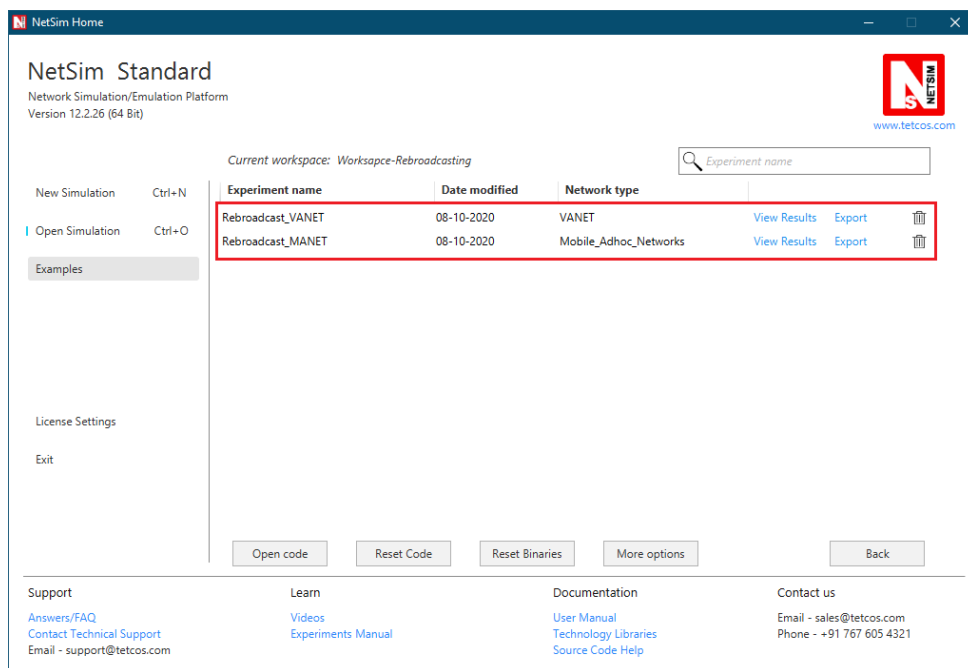 NetSim Home
NetSim Standard
Network Simulation/Emulation Platform
Version 12.2.26 (64 Bit)
NS NETSIM
www.tetcos.com
Current workspace: Worksapce-Rebroadcasting
Experiment name
New Simulation Ctrl+N
Open Simulation Ctrl+O
Examples
License Settings
Exit
Experiment name Date modified Network type
Rebroadcast_VANET 08-10-2020 VANET View Results Export
Rebroadcast_MANET 08-10-2020 Mobile_Adhoc_Networks View Results Export
Open code Reset Code Reset Binaries More options Back
Support
Answers/FAQ
Contact Technical Support
Email - support@tetcos.com
Learn
Videos
Experiments Manual
Documentation
User Manual
Technology Libraries
Source Code Help
Contact us
Email - sales@tetcos.com
Phone - +91 767 605 4321